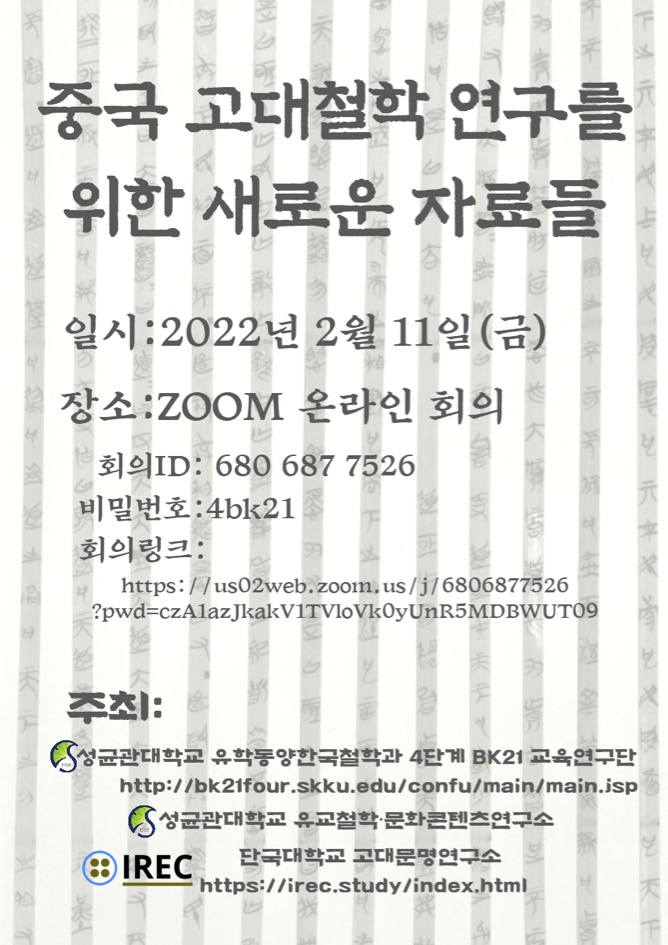 중국 고대철학 연구를
위한 새로운 자료들
일시:2022년 2월 11일(금)
장소:ZOOM 온라인 회의
회의ID: 680 687 7526
비밀번호:4bk21
회의링크:
https://us02web.zoom.us/j/6806877526
?pwd=czA1azJkakV1TVloVk0yUnR5MDBWUT09
주최:
성균관대학교 유학동양한국철학과 4단계 BK21 교육연구단
http://bk21four.skku.edu/confu/main/main.jsp
성균관대학교 유교철학·문화콘텐츠연구소
IREC
단국대학교 고대문명연구소
https://irec.study/index.html